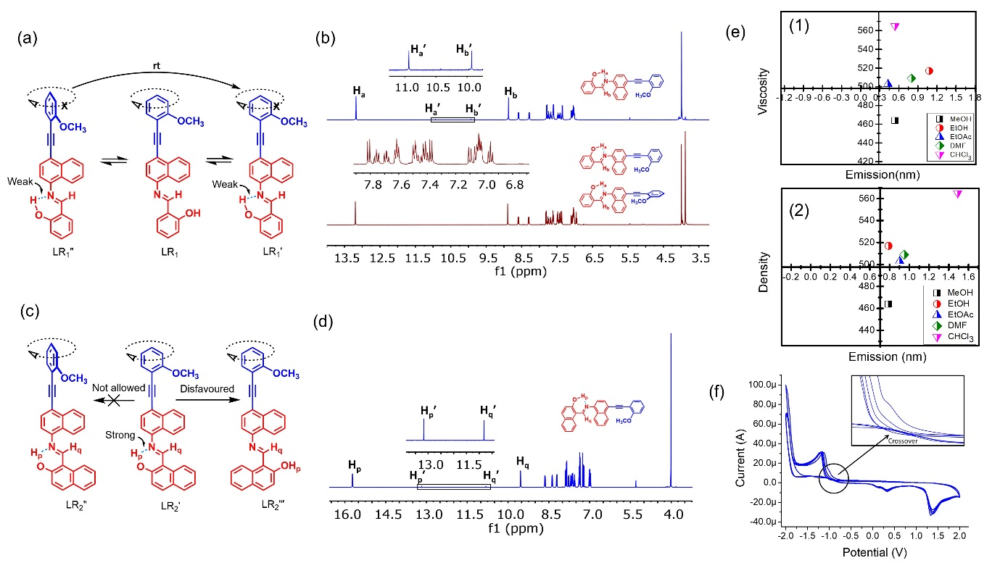 (a)
rt
X
X
OCH3
OCH3
OCH3
Weak
Weak
N
H
H
O
N
H
OH
N
H
H
O
LR1"
LR1
LR1'
(b)
Ha'
Hb'
11.0 10.5 10.0
Ha
Hb
Ha'
Hb'
O
Ha
N
Hb
H3CO
7.8 7.6 7.4 7.2 7.0 6.8
O
Ha
N
Hb
H3CO
O
Ha
N
Hb
H3CO
13.5 12.5 11.5 10.5 9.5 8.5 7.5 6.5 5.5 4.5 3.5
f1 (ppm)
(c)
OCH3
OCH3
OCH3
Not allowed
Disfavoured
Strong
N
Hp
Hq
O
N
Hp
Hq
O
N
Hq
OHp
LR2"
LR2'
LR2'"
(d)
Hp'
Hq'
13.0 11.5
Hp
Hp'
Hq'
Hq
O
Hp
N
Hq
H3CO
16.0 14.5 13.0 11.5 10.0 8.5 7.0 5.5 4.0
f1 (ppm)
(e)
(1)
560
540
520
500
-1.2 -0.9 -0.6 -0.3 0.0 0.3 0.6 0.9 1.2 1.5 1.8
480
460
440
420
Viscosity
Emission(nm)
MeOH
EtOH
EtOAc
DMF
CHCl3
(2)
560
540
520
500
-0.2 0.0 0.2 0.4 0.6 0.8 1.0 1.2 1.4 1.6
480
460
440
Density
Emission (nm)
MeOH
EtOH
EtOAc
DMF
CHCl3
(f)
100.0μ
80.0μ
60.0μ
40.0μ
20.0μ
0.0
-20.0μ
-40.0μ
Current (A)
Crossover
-2.0 -1.5 -1.0 -0.5 0.0 0.5 1.0 1.5 2.0
Potential (V)